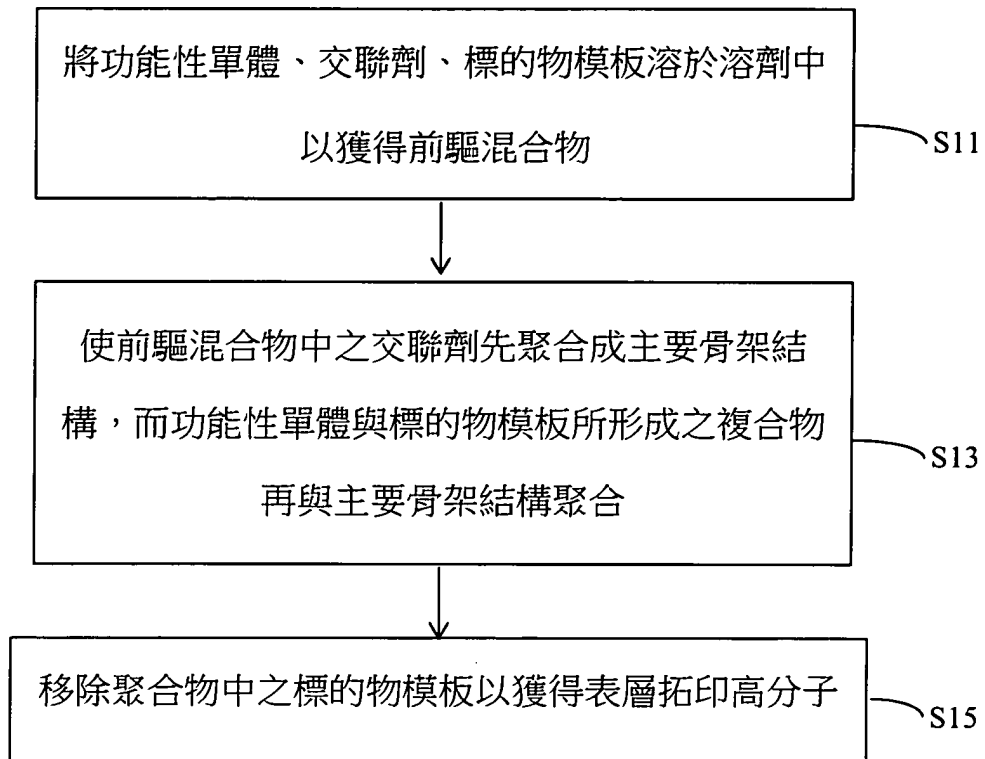 將功能性單體、交聯劑、標的物模板溶於溶劑中
以獲得前驅混合物
S11
使前驅混合物中之交聯劑先聚合成主要骨架結
構，而功能性單體與標的物模板所形成之複合物
再與主要骨架結構聚合
S13
移除聚合物中之標的物模板以獲得表層拓印高分子
S15